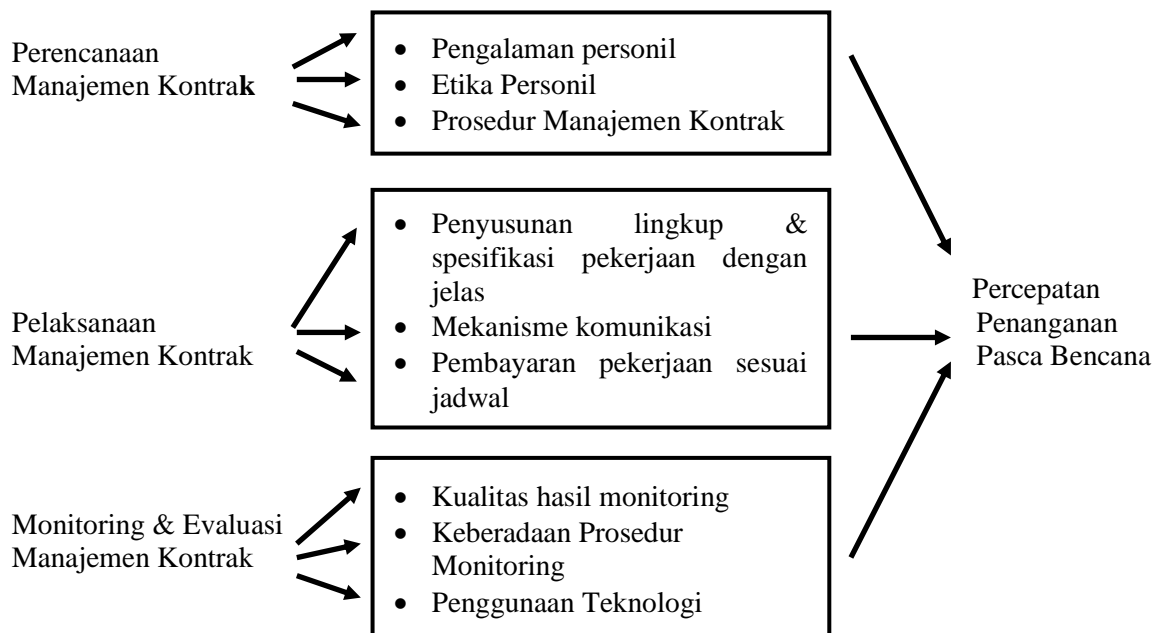 Perencanaan
Manajemen Kontrak
• Pengalaman personil
• Etika Personil
• Prosedur Manajemen Kontrak
Pelaksanaan
Manajemen Kontrak
• Penyusunan lingkup &
spesifikasi pekerjaan dengan
jelas
• Mekanisme komunikasi
• Pembayaran pekerjaan sesuai
jadwal
Monitoring & Evaluasi
Manajemen Kontrak
• Kualitas hasil monitoring
• Keberadaan Prosedur
Monitoring
• Penggunaan Teknologi
Percepatan
Penanganan
Pasca Bencana